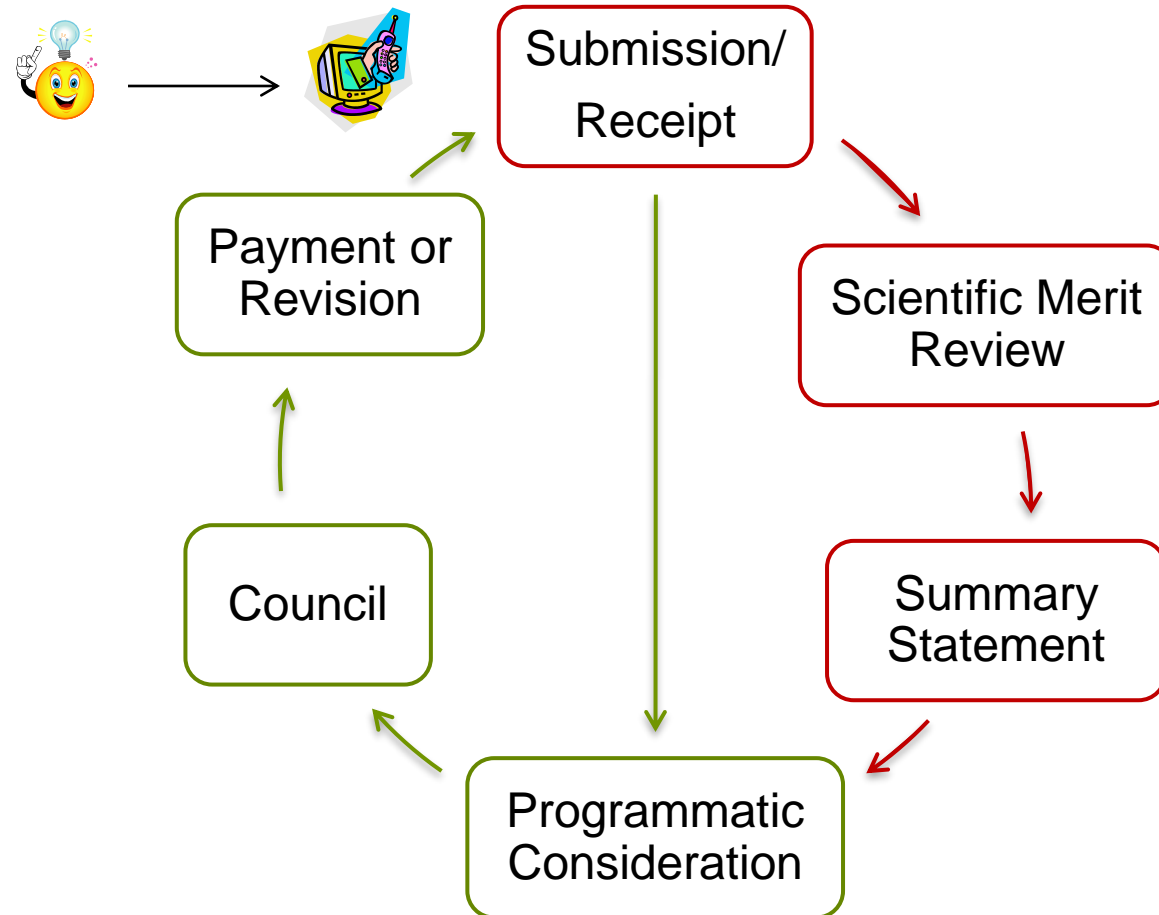 Submission/
Receipt
Scientific Merit
Review
Summary
Statement
Programmatic
Consideration
Council
Payment or
Revision